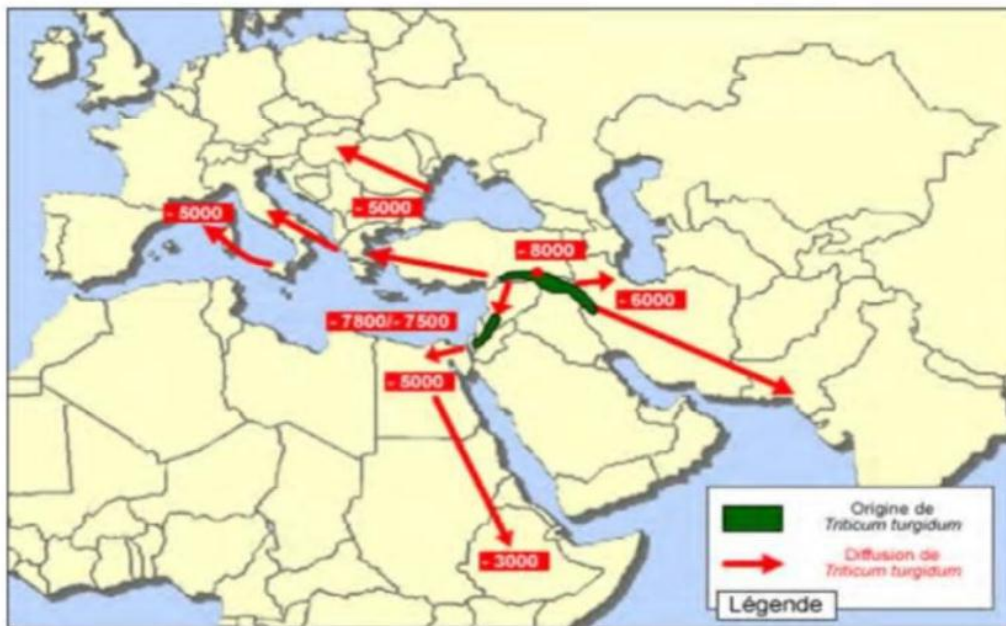 - 5000
- 5000
- 8000
- 6000
- 7800/- 7500
- 5000
- 3000
Origine de
Triticum turgidum
Diffusion de
Triticum turgidum
Légende